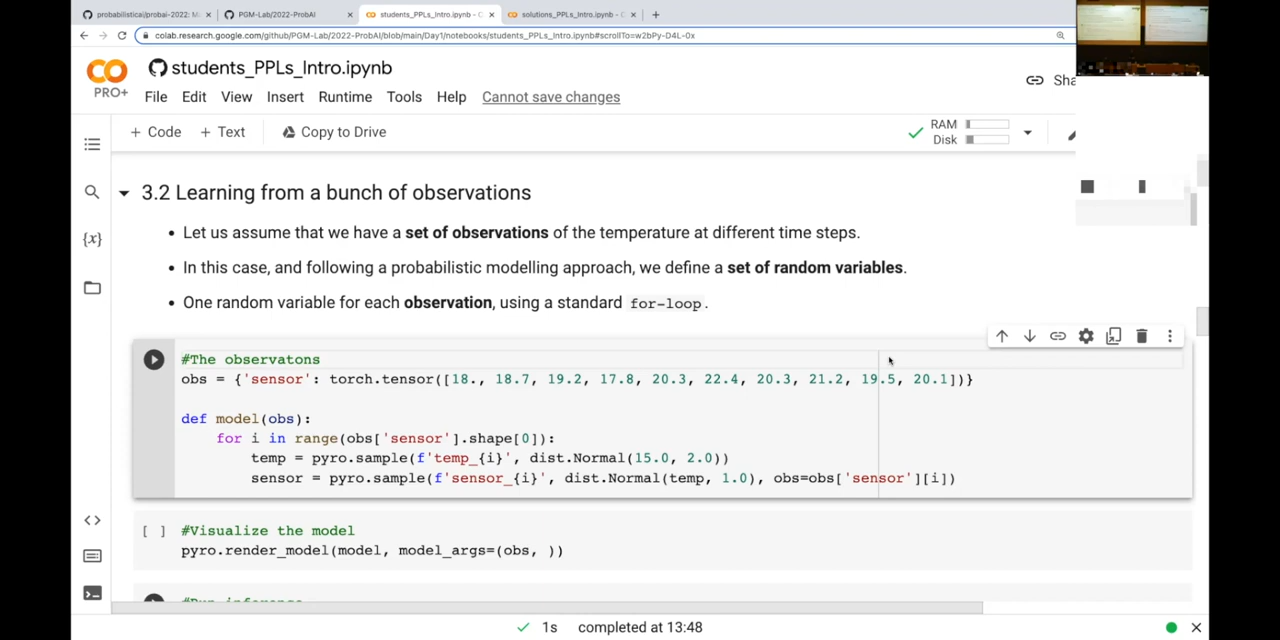 probabilistical/probai-2022: Ma
PGM-Lab/2022-ProbAI
students_PPLs_Intro.ipynb - C
solutions_PPLs_Intro.ipynb - C
colab.research.google.com/github/PGM-Lab/2022-ProbAI/blob/main/Day1/notebooks/students_PPLs_Intro.ipynb#scrollTo=w2bPy-D4L-0x
CO
PRO+
students_PPLs_Intro.ipynb
Sha
File Edit View Insert Runtime Tools Help Cannot save changes
+ Code + Text Copy to Drive
RAM
Disk
3.2 Learning from a bunch of observations
• Let us assume that we have a set of observations of the temperature at different time steps.
• In this case, and following a probabilistic modelling approach, we define a set of random variables.
• One random variable for each observation, using a standard for-loop.
#The observatons
obs = {'sensor': torch.tensor([18., 18.7, 19.2, 17.8, 20.3, 22.4, 20.3, 21.2, 19.5, 20.1])}
def model(obs):
for i in range(obs['sensor'].shape[0]):
temp = pyro.sample(f'temp_{i}', dist.Normal(15.0, 2.0))
sensor = pyro.sample(f'sensor_{i}', dist.Normal(temp, 1.0), obs=obs['sensor'][i])
[ ] #Visualize the model
pyro.render_model(model, model_args=(obs, ))
#Run inference
1s completed at 13:48